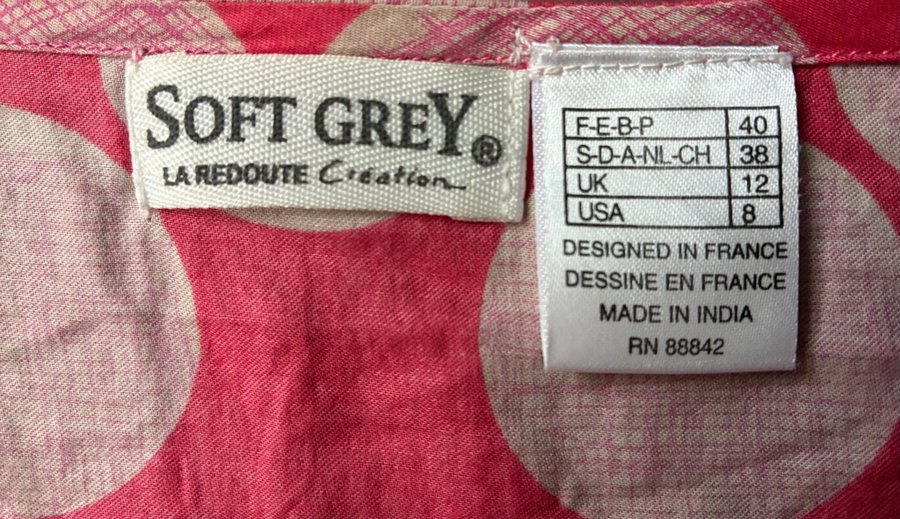 SOFT GREY®
LA REDOUTE Création
F-E-B-P 40
S-D-A-NL-CH 38
UK 12
USA 8
DESIGNED IN FRANCE
DESSINE EN FRANCE
MADE IN INDIA
RN 88842